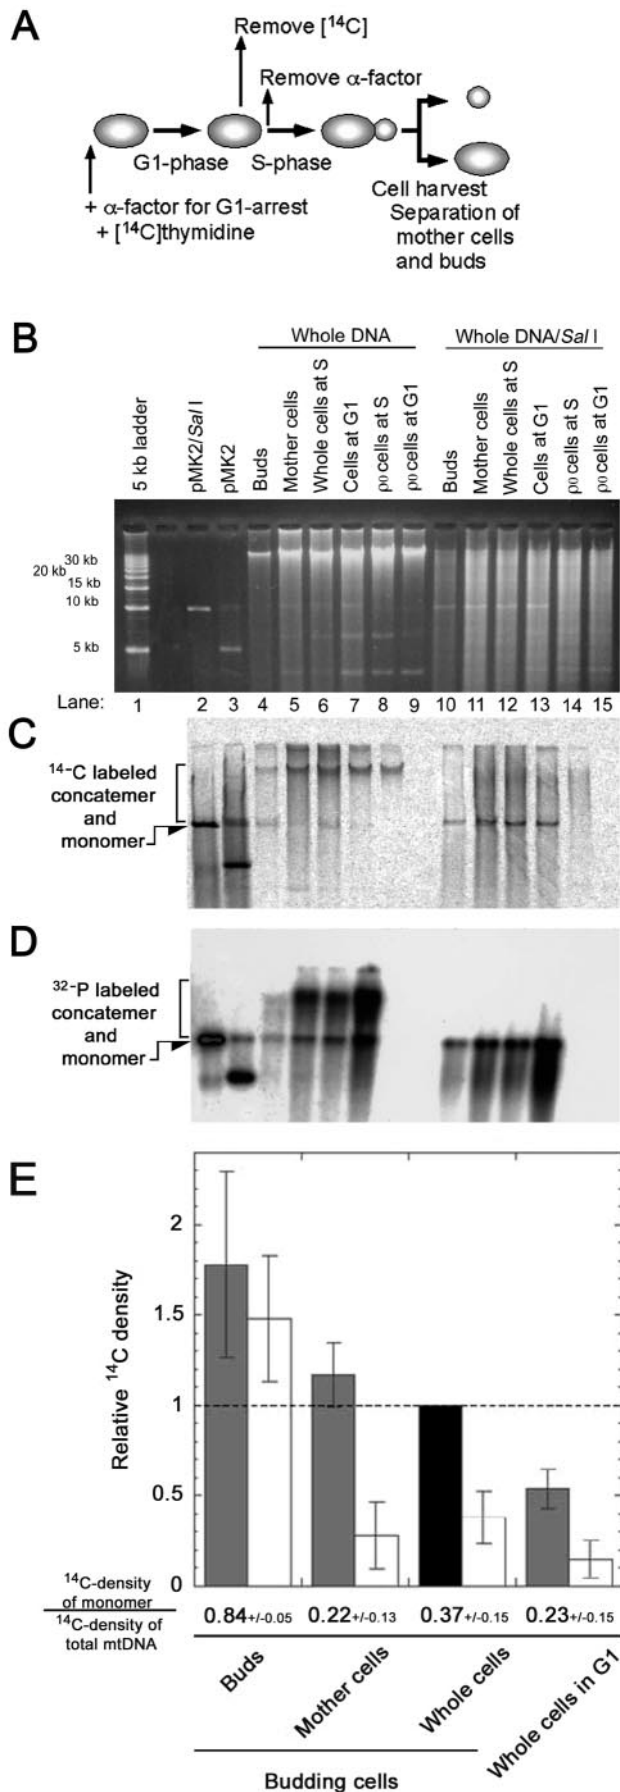 A
Remove [¹⁴C]
Remove α-factor
G1-phase
S-phase
+ α-factor for G1-arrest
+ [¹⁴C]thymidine
Cell harvest
Separation of
mother cells
and buds
B
Whole DNA
Whole DNA/Sal I
5 kb ladder
pMK2/Sal I
pMK2
Buds
Mother cells
Whole cells at S
Cells at G1
ρ0 cells at S
ρ0 cells at G1
Buds
Mother cells
Whole cells at S
Cells at G1
ρ0 cells at S
ρ0 cells at G1
30 kb
20 kb
15 kb
10 kb
5 kb
Lane: 1 2 3 4 5 6 7 8 9 10 11 12 13 14 15
C
¹⁴-C labeled
concatemer
and
monomer
D
³²-P labeled
concatemer
and
monomer
E
Relative ¹⁴C density
2
1.5
1
0.5
0
¹⁴C-density of
of monomer
¹⁴C-density of
total mtDNA
0.84+/-0.05 0.22+/-0.13 0.37+/-0.15 0.23+/-0.15
Buds
Mother cells
Whole cells
Whole cells in G1
Budding cells